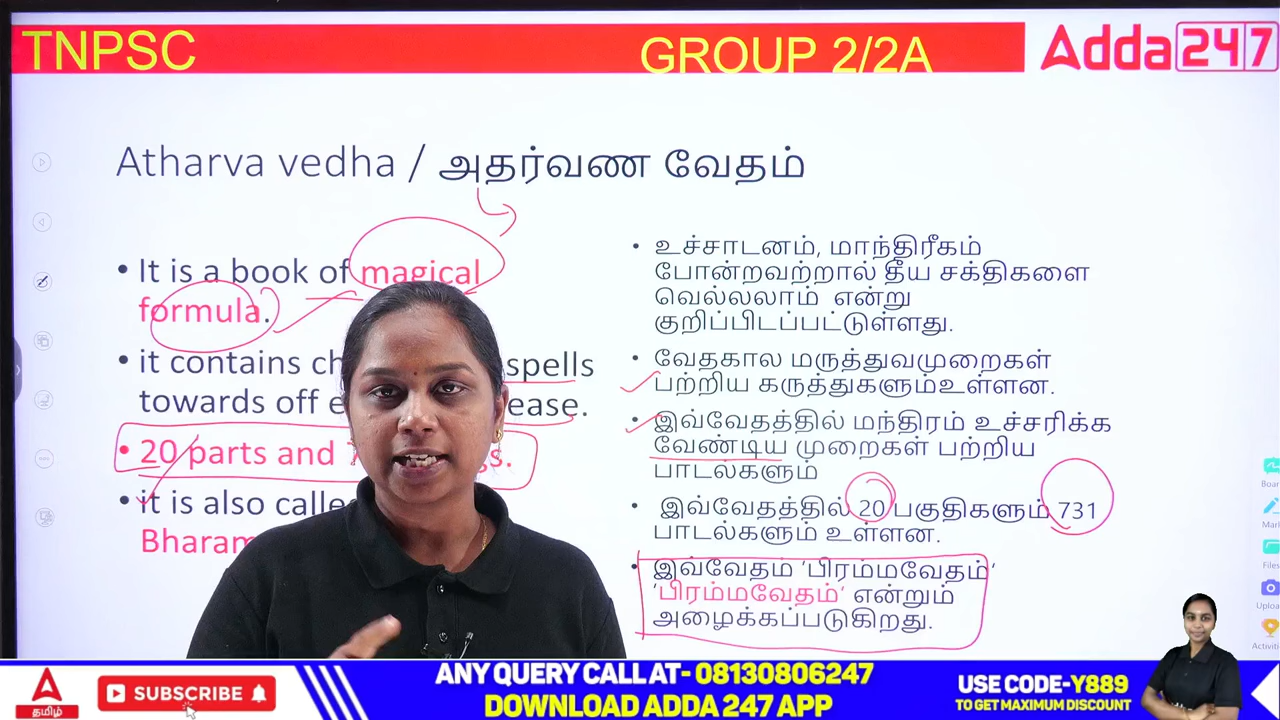 TNPSC
GROUP 2/2A
Adda247
Atharva vedha / அதர்வண வேதம்
• It is a book of magical
formula.
• it contains spells
towards off ease.
• 20 parts and
• it is also calle
Bharam
• உச்சாடனம், மாந்திரீகம்
போன்றவற்றால் தீய சக்திகளை
வெல்லலாம் என்று
குறிப்பிடப்பட்டுள்ளது.
• வேதகால மருத்துவமுறைகள்
பற்றிய கருத்துகளும்உள்ளன.
• இவ்வேதத்தில் மந்திரம் உச்சரிக்க
வேண்டிய முறைகள் பற்றிய
பாடல்களும்
• இவ்வேதத்தில் 20 பகுதிகளும் 731
பாடல்களும் உள்ளன.
• இவ்வேதம் 'பிரம்மவேதம்'
'பிரம்மவேதம்' என்றும்
அழைக்கப்படுகிறது.
Files
தமிழ்
SUBSCRIBE
ANY QUERY CALL AT- 08130806247
DOWNLOAD ADDA 247 APP
USE CODE-Y889
TO GET MAXIMUM DISCOUNT